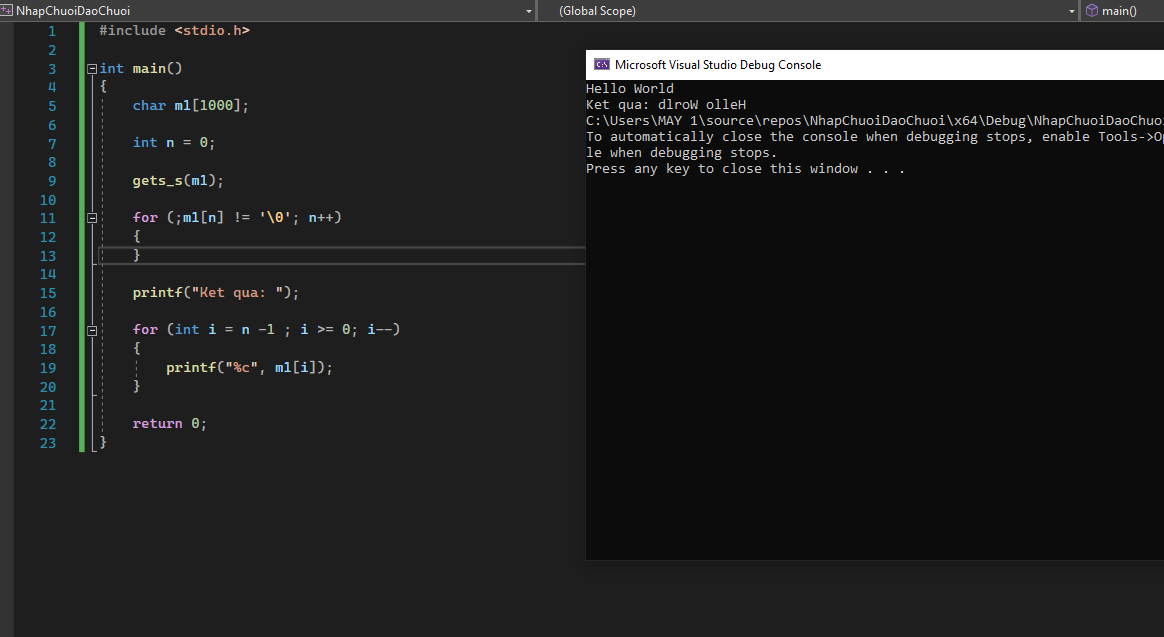 NhapChuoiDaoChuoi (Global Scope) main()
1 #include <stdio.h>
2
3 int main()
4 {
5 char m1[1000];
6
7 int n = 0;
8
9 gets_s(m1);
10
11 for (;m1[n] != '\0'; n++)
12 {
13 }
14
15 printf("Ket qua: ");
16
17 for (int i = n -1 ; i >= 0; i--)
18 {
19 printf("%c", m1[i]);
20 }
21
22 return 0;
23 }
Microsoft Visual Studio Debug Console
Hello World
Ket qua: dlroW olleH
C:\Users\MAY 1\source\repos\NhapChuoiDaoChuoi\x64\Debug\NhapChuoiDaoChuo
To automatically close the console when debugging stops, enable Tools->Op
le when debugging stops.
Press any key to close this window . . .